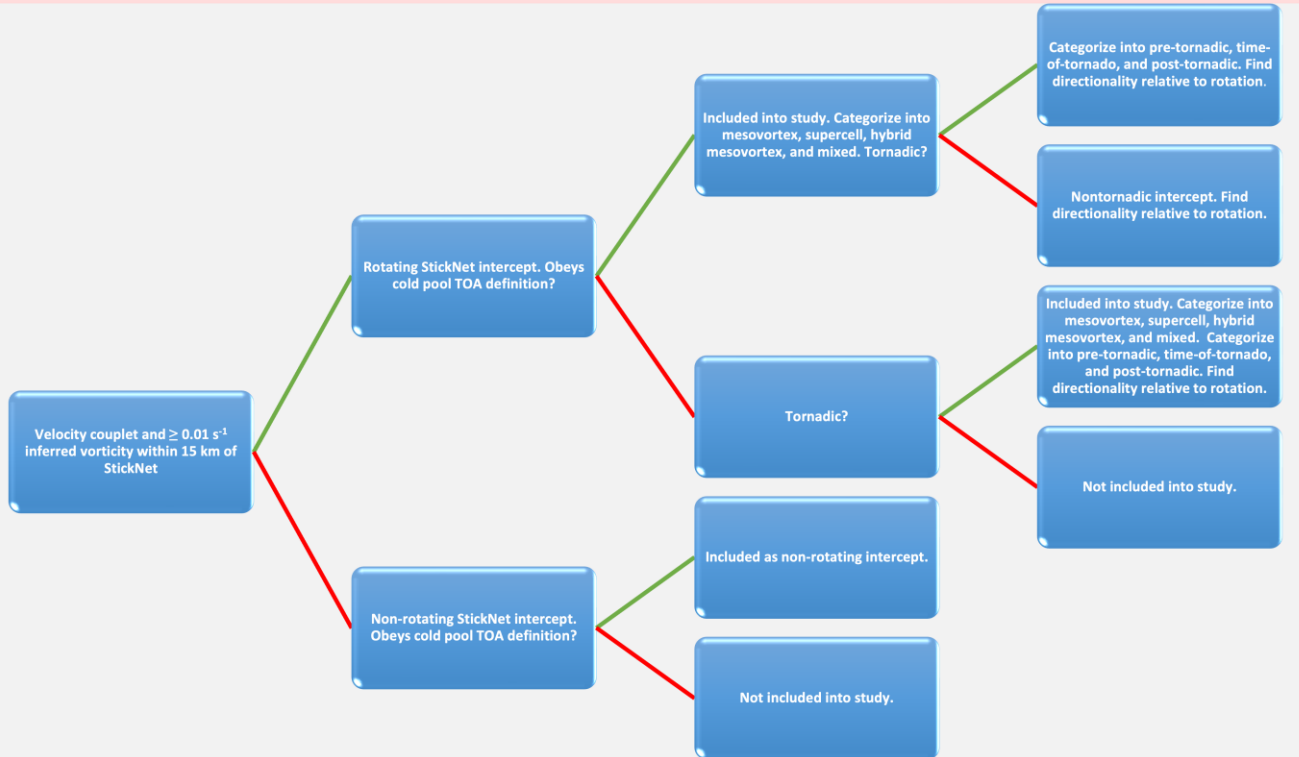 Velocity couplet and ≥ 0.01 s⁻¹
inferred vorticity within 15 km of
StickNet
Rotating StickNet intercept. Obeys
cold pool TOA definition?
Non-rotating StickNet intercept.
Obeys cold pool TOA definition?
Included into study. Categorize into
mesovortex, supercell, hybrid
mesovortex, and mixed. Tornadic?
Tornadic?
Included as non-rotating intercept.
Not included into study.
Categorize into pre-tornadic, time-
of-tornado, and post-tornadic. Find
directionality relative to rotation.
Nontornadic intercept. Find
directionality relative to rotation.
Included into study. Categorize into
mesovortex, supercell, hybrid
mesovortex, and mixed. Categorize
into pre-tornadic, time-of-tornado,
and post-tornadic. Find
directionality relative to rotation.
Not included into study.